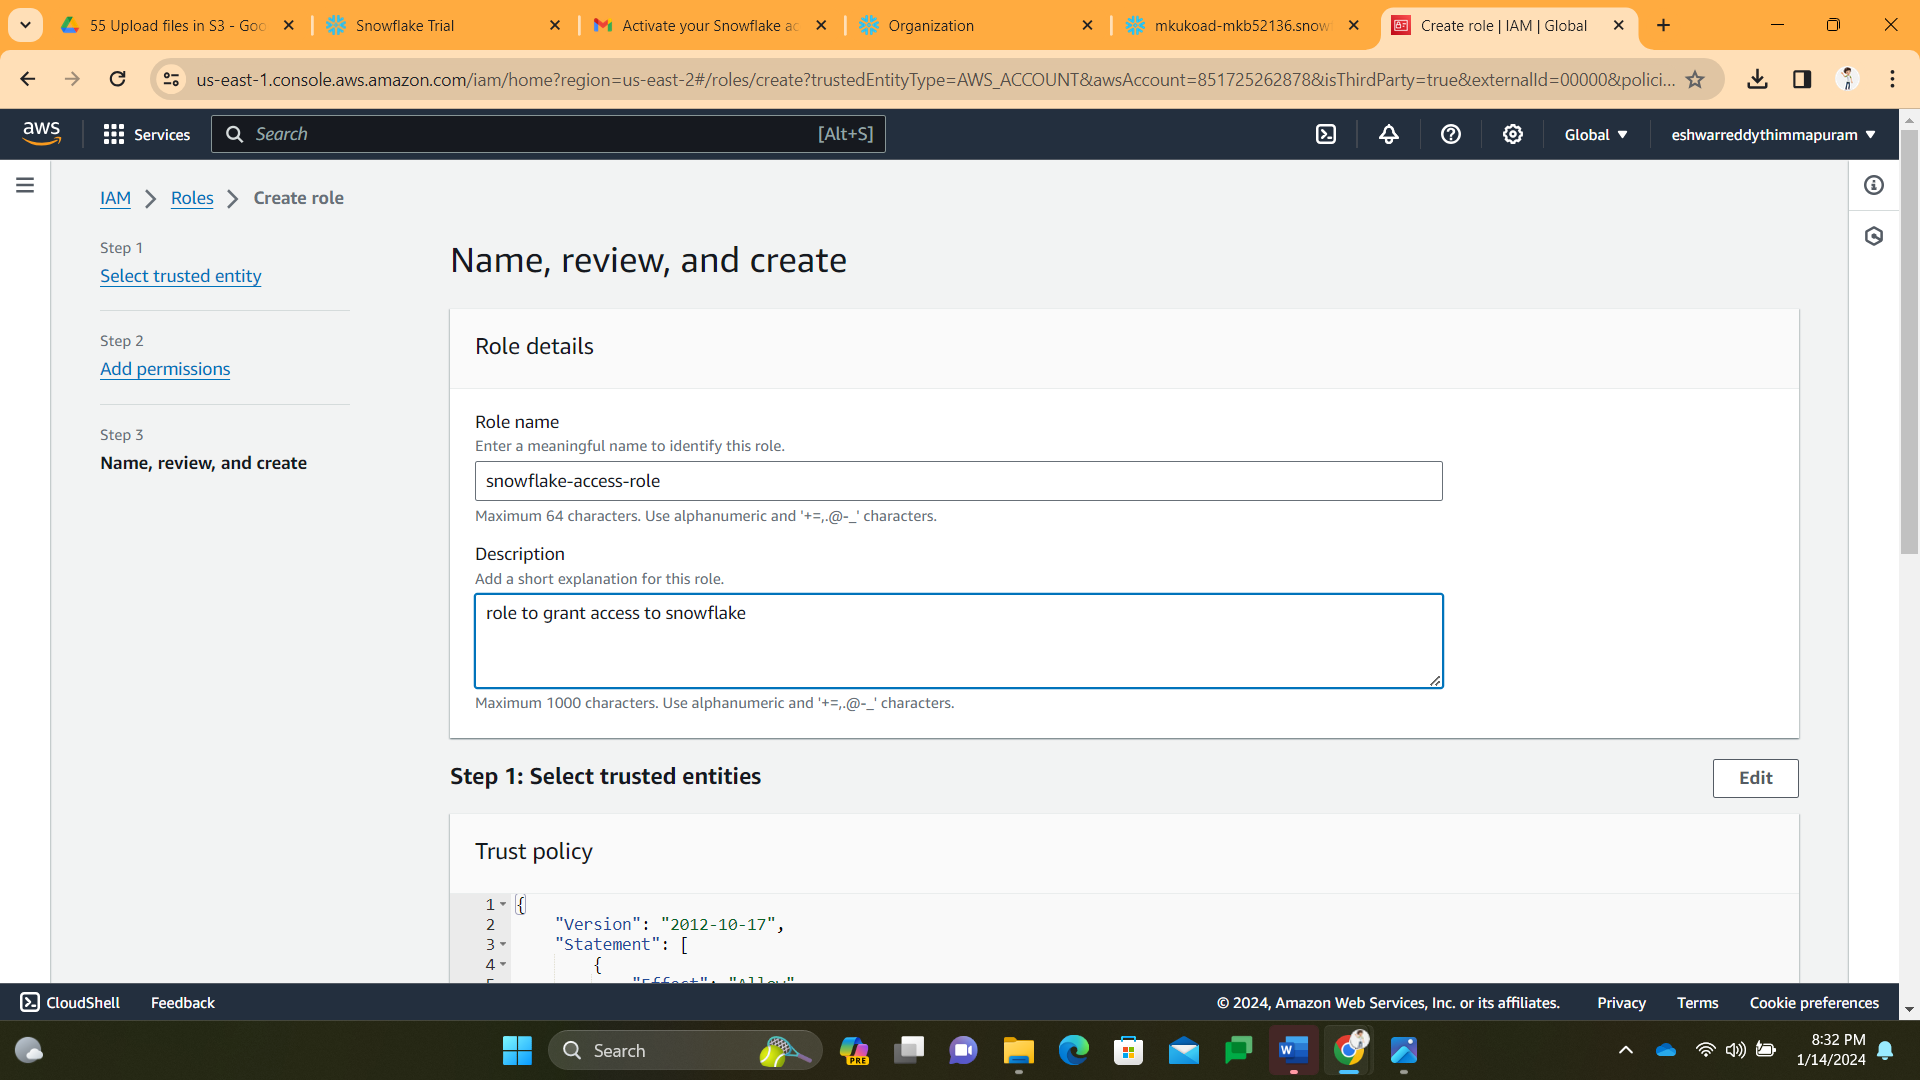 55 Upload files in S3 - Goo
Snowflake Trial
Activate your Snowflake ac
Organization
mkukoad-mkb52136.snow
Create role | IAM | Global
us-east-1.console.aws.amazon.com/iam/home?region=us-east-2#/roles/create?trustedEntityType=AWS_ACCOUNT&awsAccount=851725262878&isThirdParty=true&externalId=00000&polici...
aws
Services
Search
[Alt+S]
Global
eshwarreddythimmapuram
IAM
Roles
Create role
Step 1
Select trusted entity
Step 2
Add permissions
Step 3
Name, review, and create
Name, review, and create
Role details
Role name
Enter a meaningful name to identify this role.
snowflake-access-role
Maximum 64 characters. Use alphanumeric and '+=,.@-_' characters.
Description
Add a short explanation for this role.
role to grant access to snowflake
Maximum 1000 characters. Use alphanumeric and '+=,.@-_' characters.
Step 1: Select trusted entities
Edit
Trust policy
1 {
2 "Version": "2012-10-17",
3 "Statement": [
4 {
5 "Effect": "Allow"
CloudShell
Feedback
© 2024, Amazon Web Services, Inc. or its affiliates.
Privacy
Terms
Cookie preferences
Search
PRE
W
8:32 PM
1/14/2024